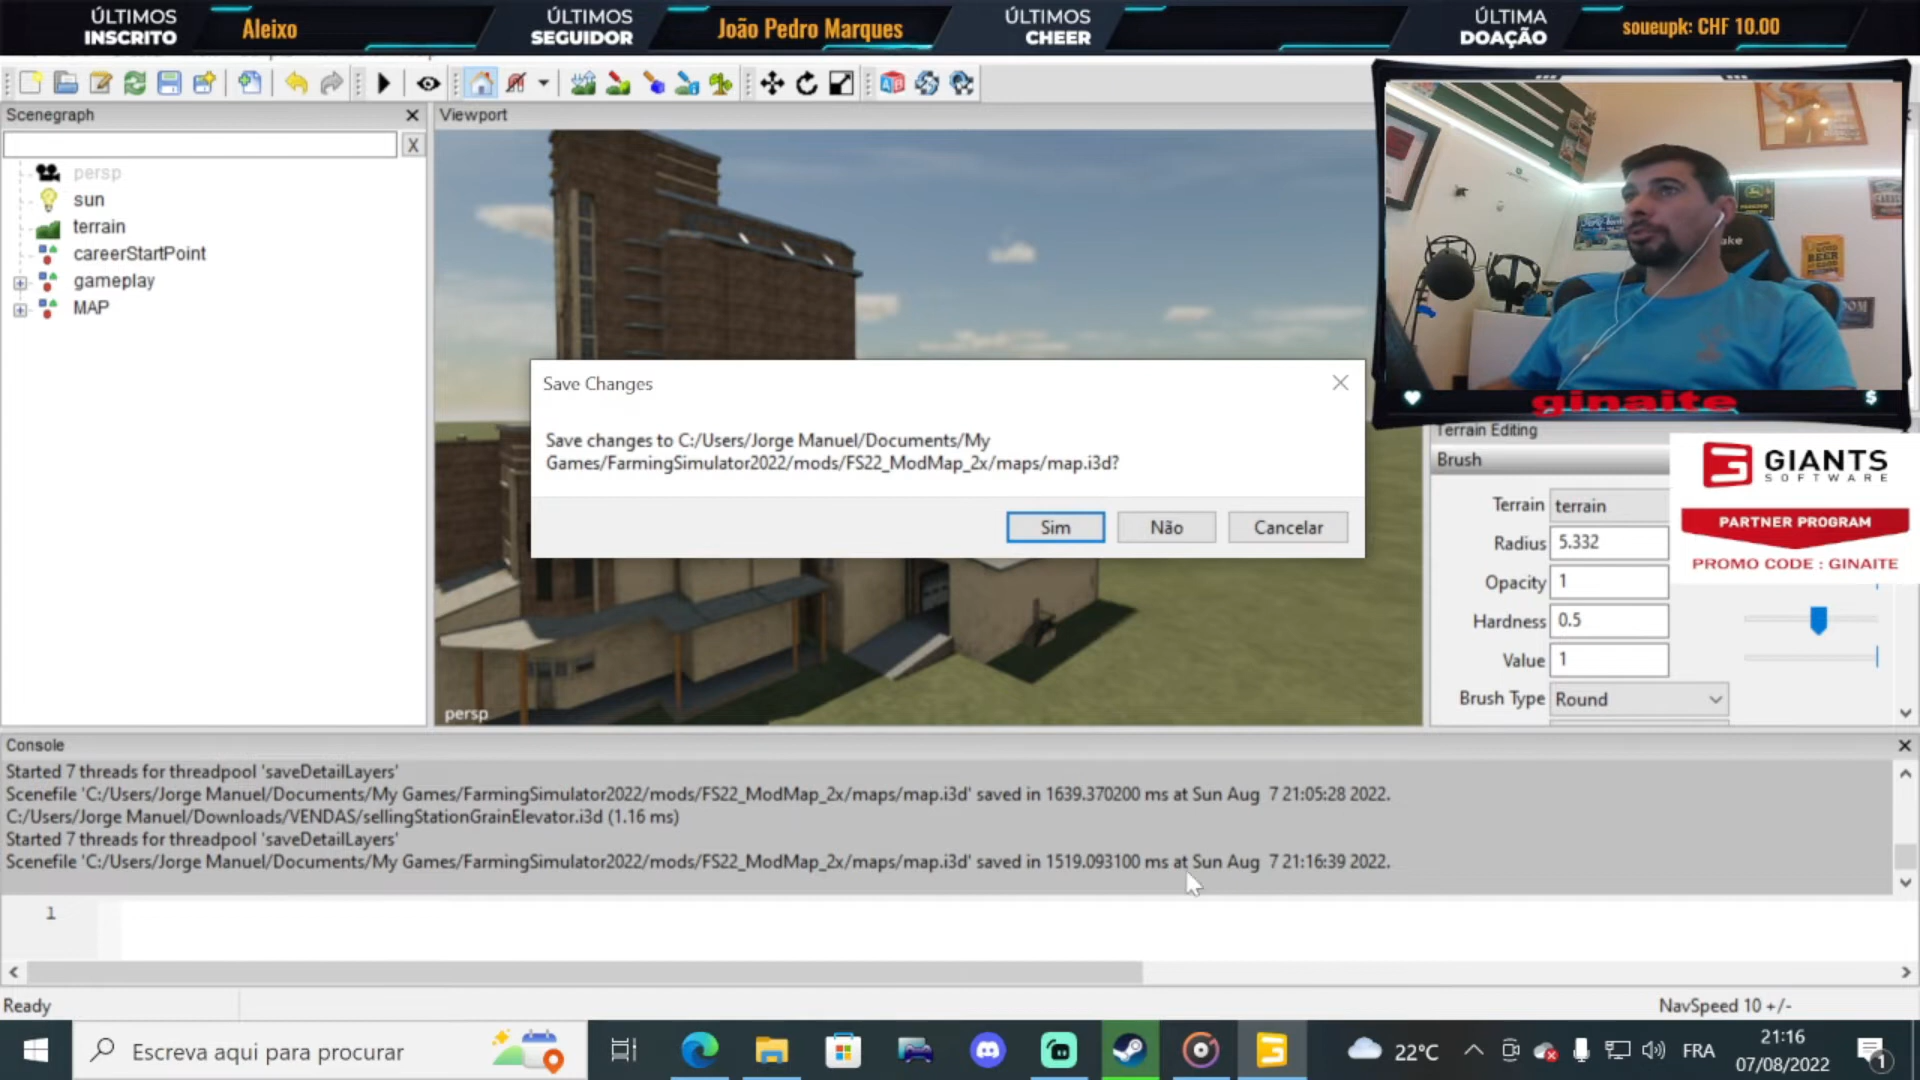 ÚLTIMOS
INSCRITO
Aleixo
ÚLTIMOS
SEGUIDOR
João Pedro Marques
ÚLTIMOS
CHEER
ÚLTIMA
DOAÇÃO
soueupk: CHF 10.00
Scenegraph
X
persp
sun
terrain
careerStartPoint
gameplay
MAP
Viewport
persp
Save Changes
Save changes to C:/Users/Jorge Manuel/Documents/My
Games/FarmingSimulator2022/mods/FS22_ModMap_2x/maps/map.i3d?
Sim
Não
Cancelar
ginaite
Terrain Editing
Brush
Terrain
terrain
Radius
5.332
Opacity
1
Hardness
0.5
Value
1
Brush Type
Round
GIANTS
SOFTWARE
PARTNER PROGRAM
PROMO CODE : GINAITE
Console
Started 7 threads for threadpool 'saveDetailLayers'
Scenefile 'C:/Users/Jorge Manuel/Documents/My Games/FarmingSimulator2022/mods/FS22_ModMap_2x/maps/map.i3d' saved in 1639.370200 ms at Sun Aug  7 21:05:28 2022.
C:/Users/Jorge Manuel/Downloads/VENDAS/sellingStationGrainElevator.i3d (1.16 ms)
Started 7 threads for threadpool 'saveDetailLayers'
Scenefile 'C:/Users/Jorge Manuel/Documents/My Games/FarmingSimulator2022/mods/FS22_ModMap_2x/maps/map.i3d' saved in 1519.093100 ms at Sun Aug  7 21:16:39 2022.
1
Ready
NavSpeed 10 +/-
Escreva aqui para procurar
22°C
FRA
21:16
07/08/2022
1